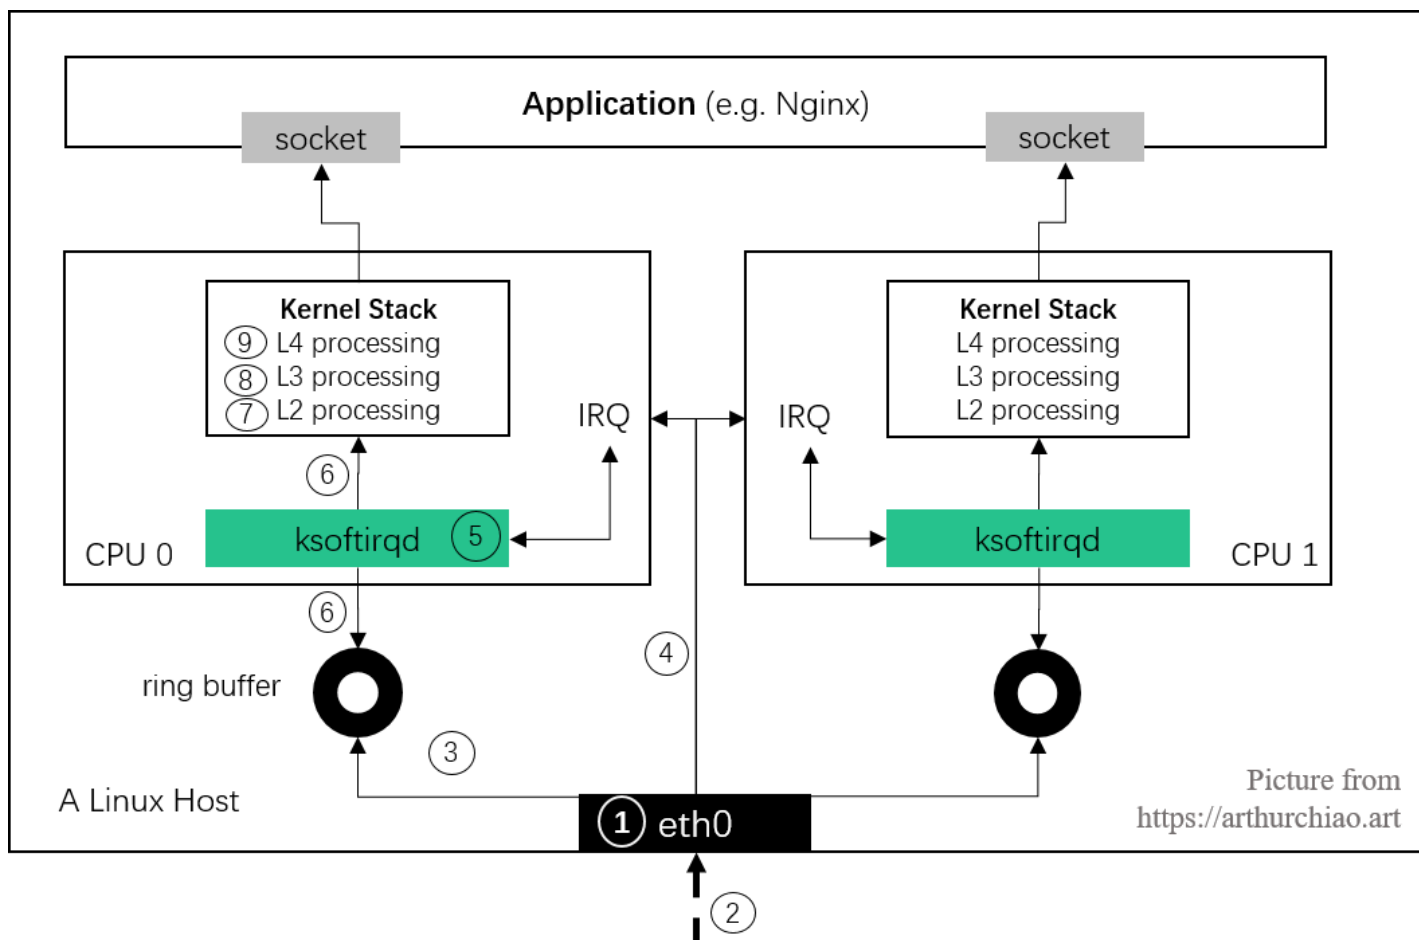 Application (e.g. Nginx)
socket
socket
Kernel Stack
9 L4 processing
8 L3 processing
7 L2 processing
IRQ
IRQ
Kernel Stack
L4 processing
L3 processing
L2 processing
6
ksoftirqd 5
ksoftirqd
CPU 0
CPU 1
6
4
ring buffer
3
A Linux Host
1 eth0
Picture from
https://arthurchiao.art
2